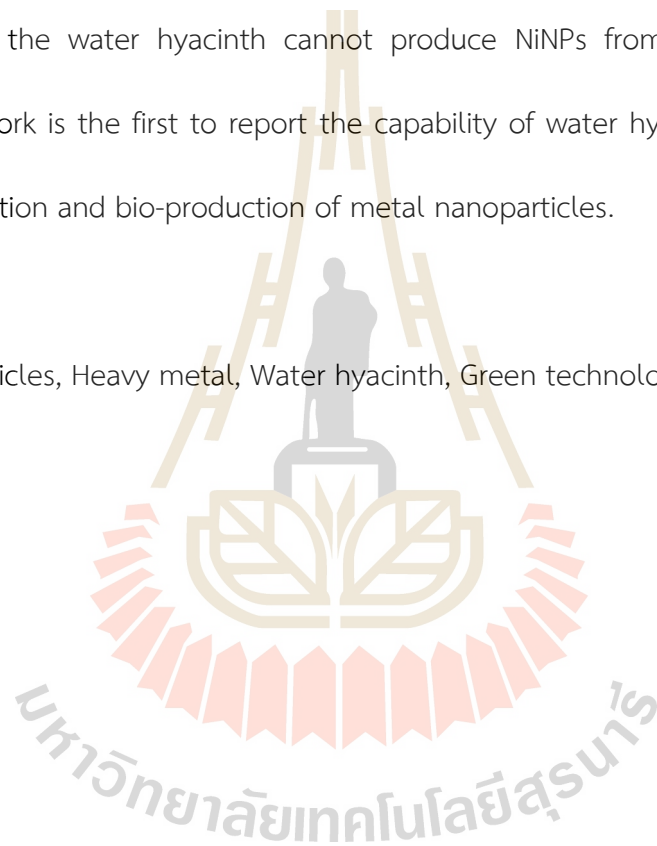 the water hyacinth cannot produce NiNPs from
ork is the first to report the capability of water hy
tion and bio-production of metal nanoparticles.
icles, Heavy metal, Water hyacinth, Green technolo
มหาวิทยาลัยเทคโนโลยีสุรนารี